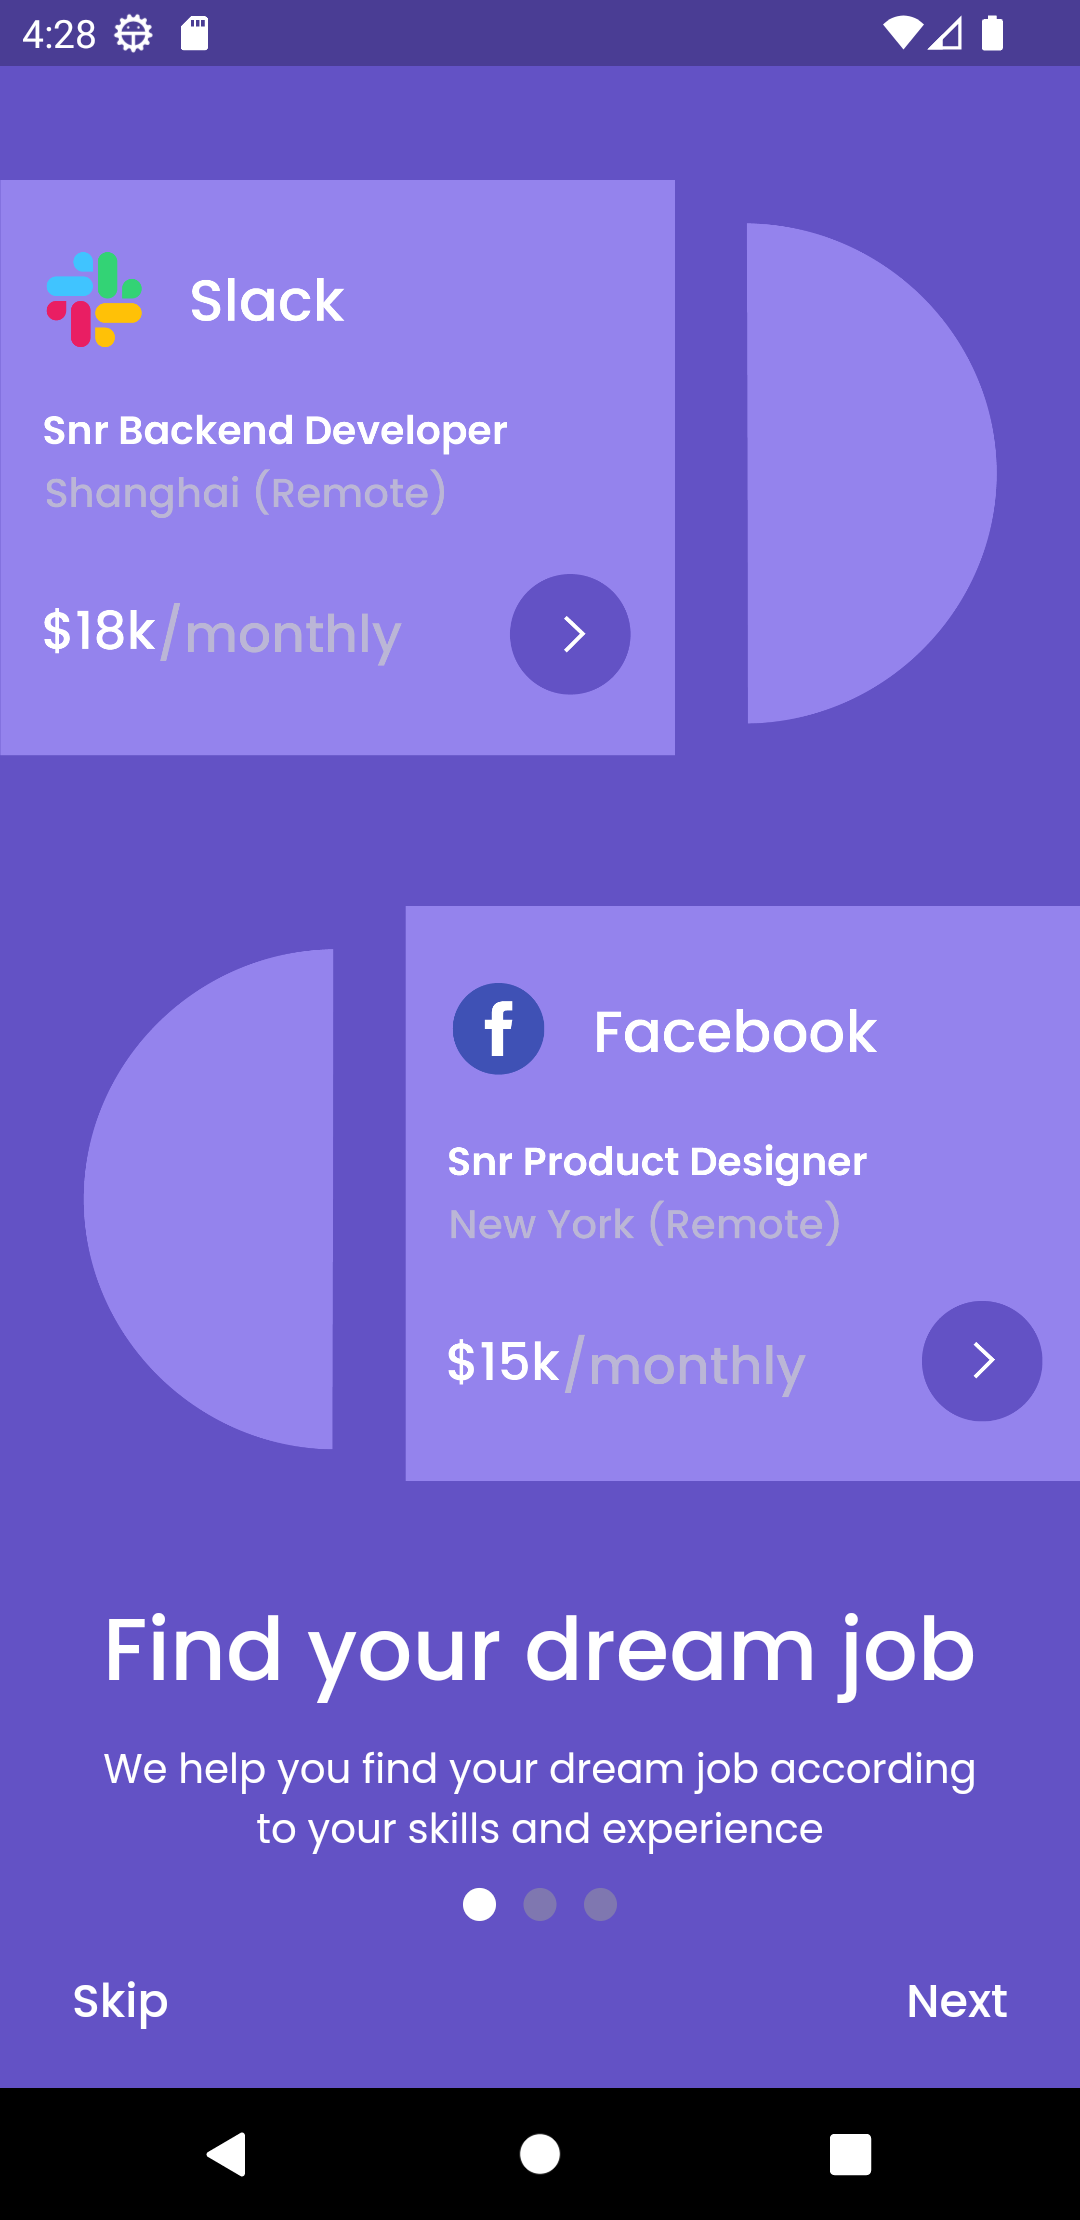 4:28
Slack
Snr Backend Developer
Shanghai (Remote)
$18k/monthly
Facebook
Snr Product Designer
New York (Remote)
$15k/monthly
Find your dream job
We help you find your dream job according
to your skills and experience
Skip
Next